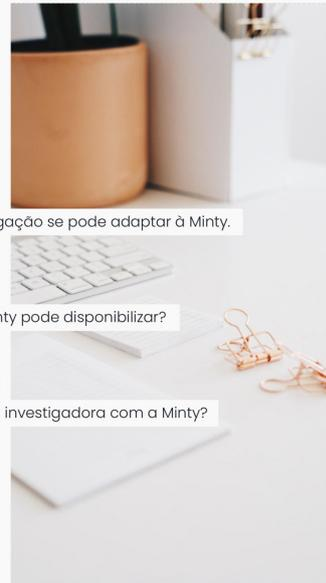 gação se pode adaptar à Minty.
nty pode disponibilizar?
investigadora com a Minty?